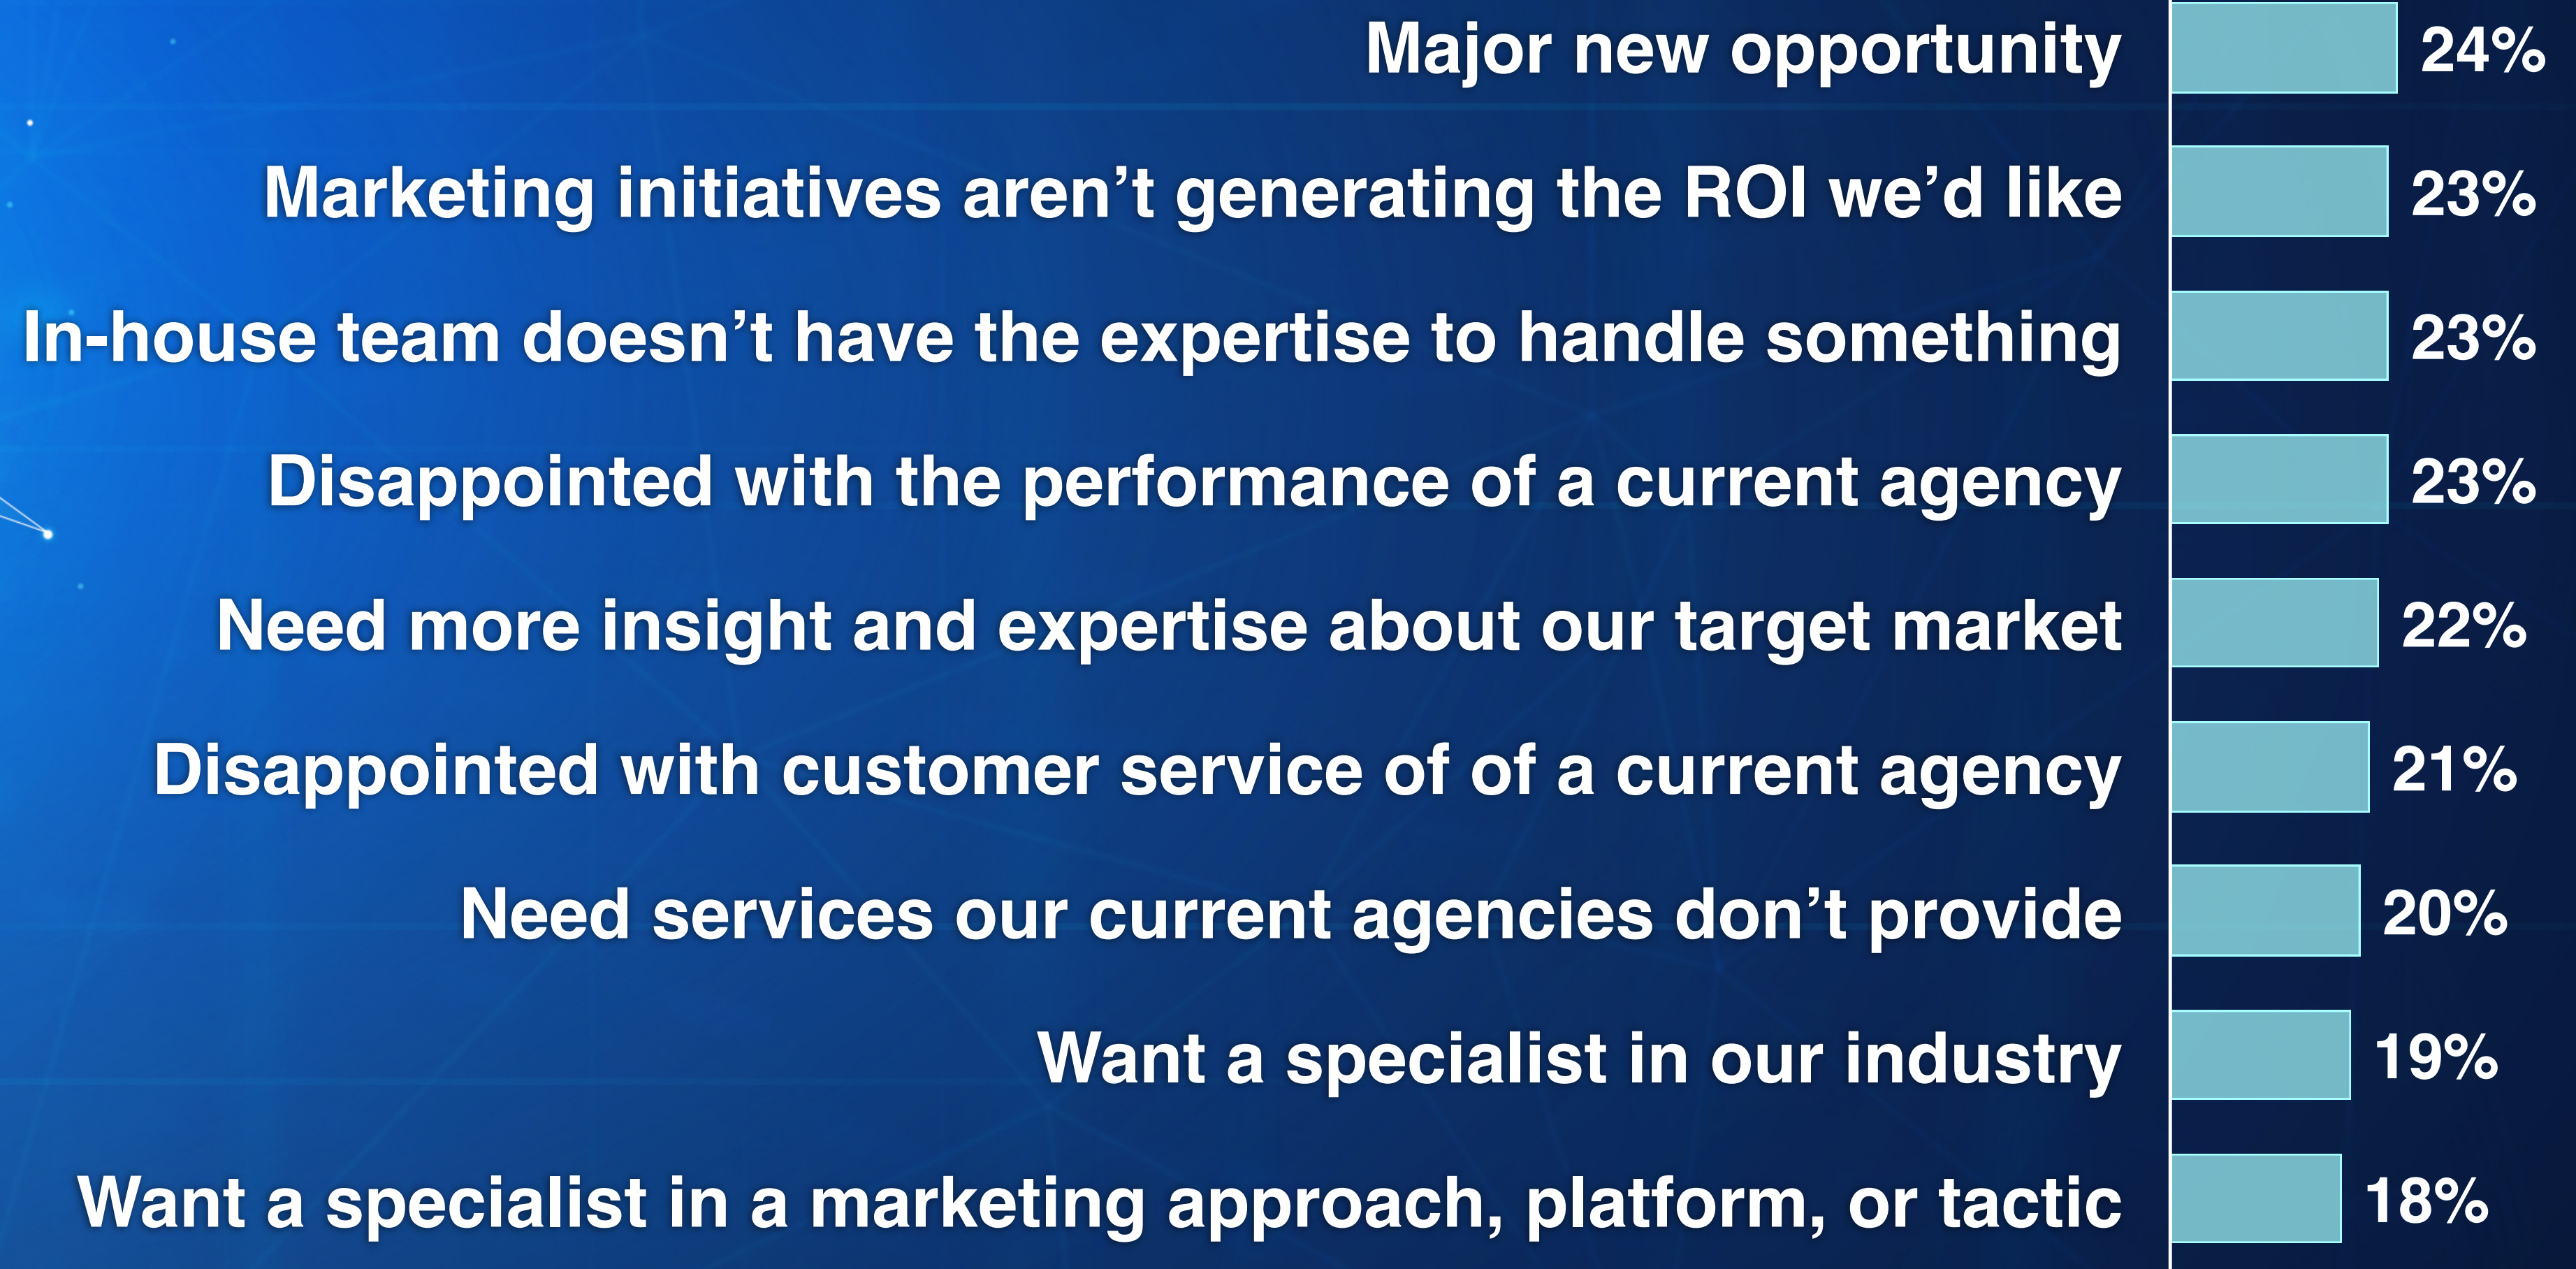 Major new opportunity 24%
Marketing initiatives aren’t generating the ROI we’d like 23%
In-house team doesn’t have the expertise to handle something 23%
Disappointed with the performance of a current agency 23%
Need more insight and expertise about our target market 22%
Disappointed with customer service of of a current agency 21%
Need services our current agencies don’t provide 20%
Want a specialist in our industry 19%
Want a specialist in a marketing approach, platform, or tactic 18%